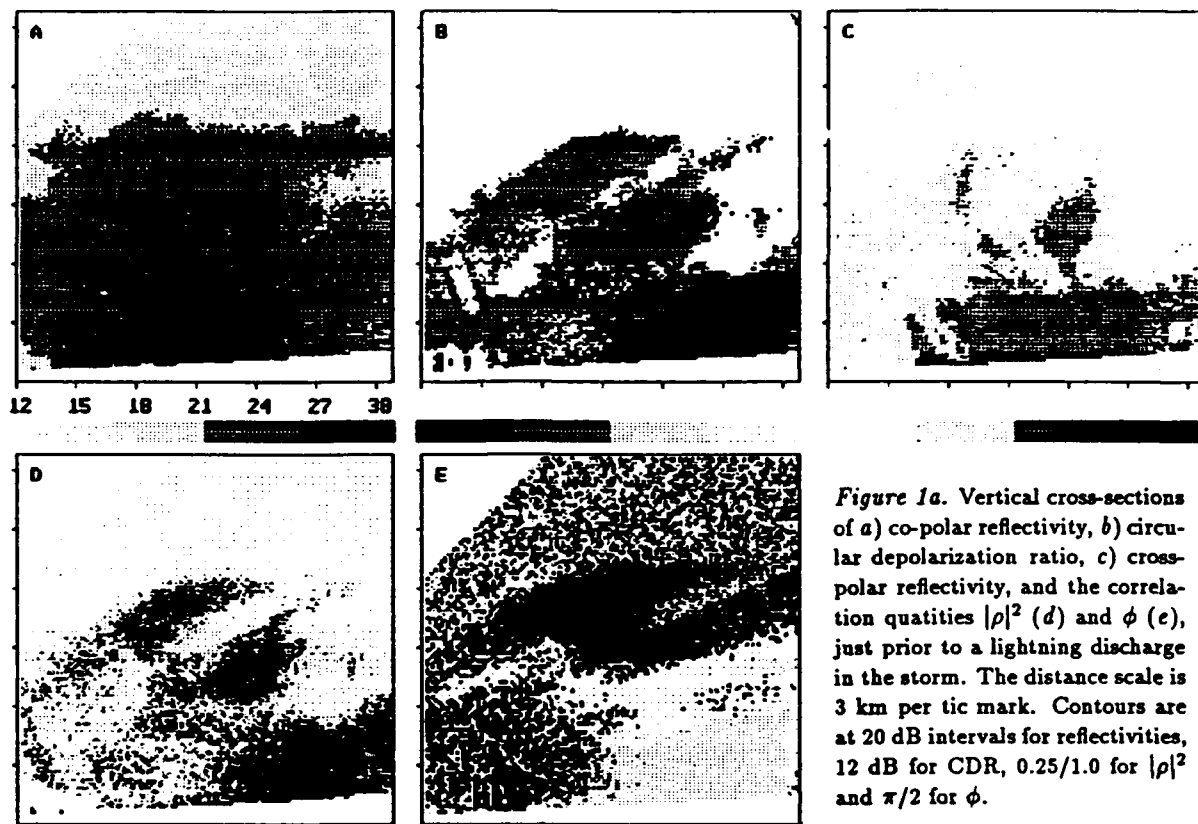 A
B
C
12 15 18 21 24 27 30
D
E
Figure 1a. Vertical cross-sections
of a) co-polar reflectivity, b) circu-
lar depolarization ratio, c) cross-
polar reflectivity, and the correla-
tion quatities |ρ|² (d) and φ (e),
just prior to a lightning discharge
in the storm. The distance scale is
3 km per tic mark. Contours are
at 20 dB intervals for reflectivities,
12 dB for CDR, 0.25/1.0 for |ρ|²
and π/2 for φ.